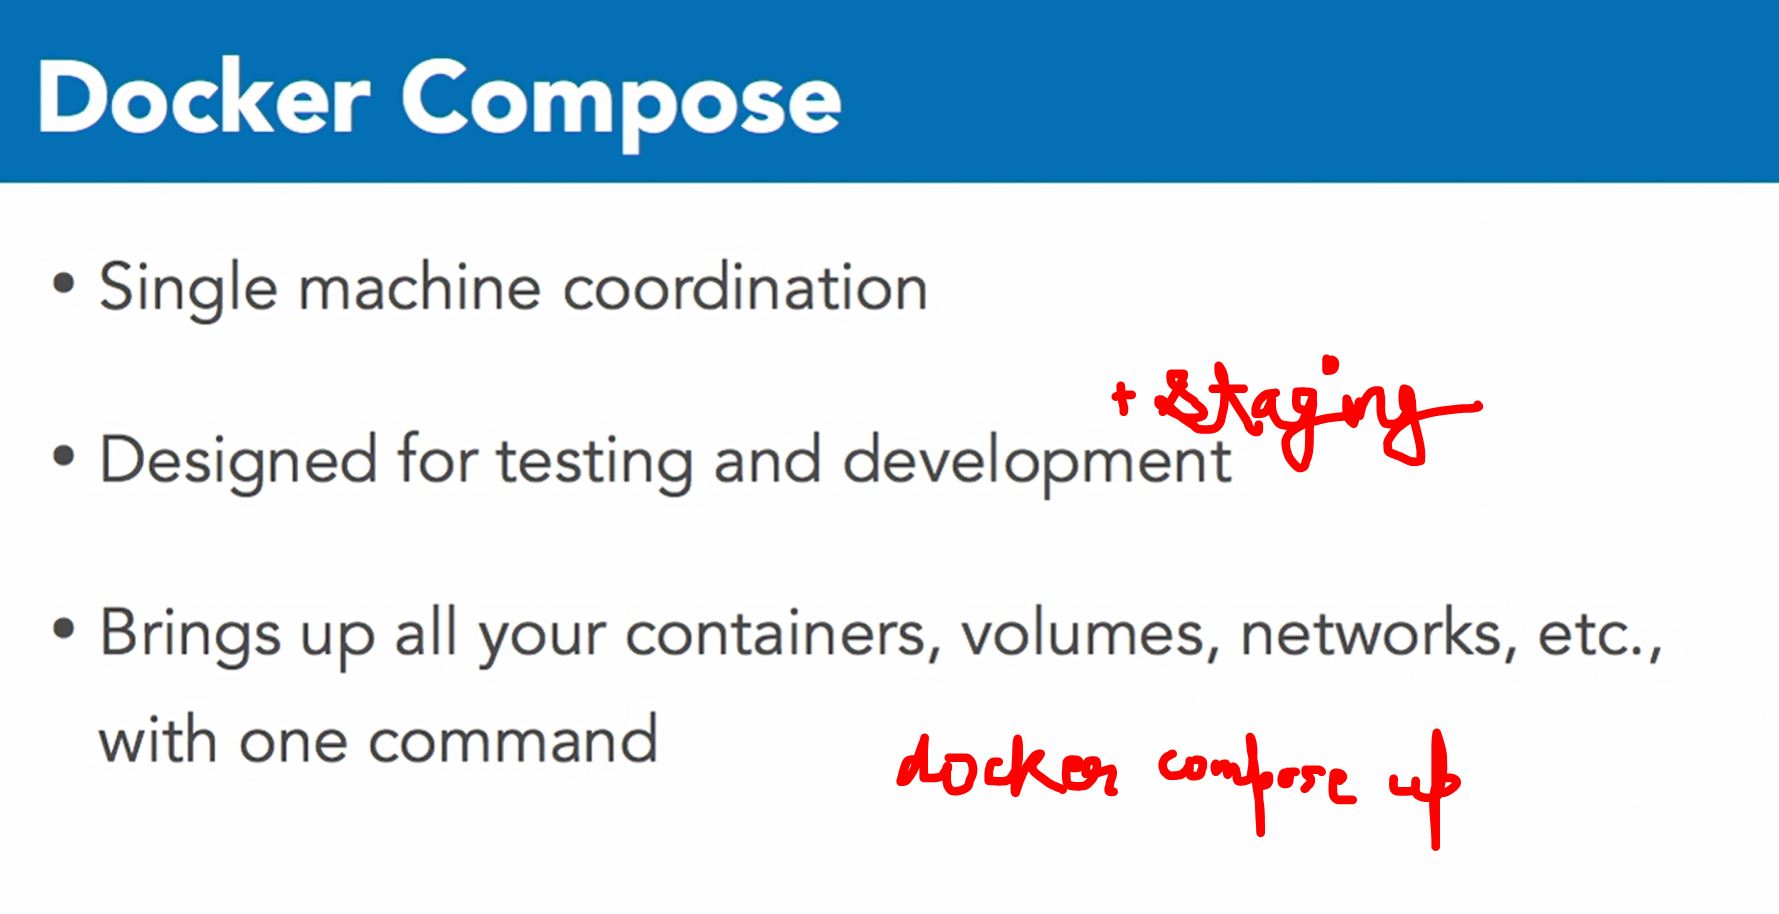 Docker Compose
• Single machine coordination
+ staging
• Designed for testing and development
• Brings up all your containers, volumes, networks, etc.,
with one command
docker compose up